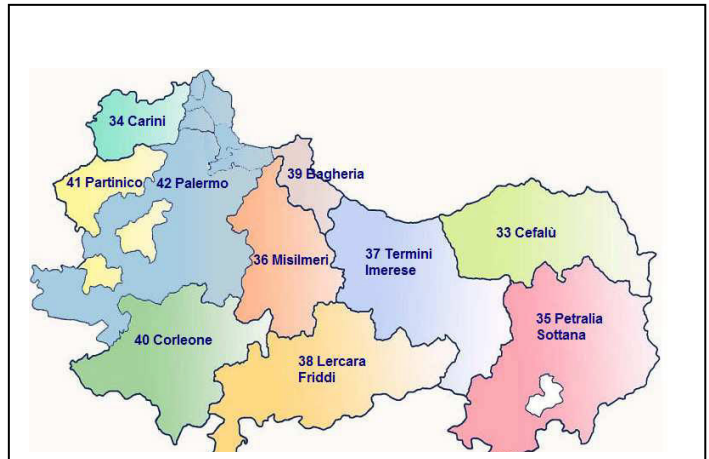 34 Carini
41 Partinico
42 Palermo
39 Bagheria
33 Cefalù
36 Misilmeri
37 Termini
Imerese
35 Petralia
Sottana
40 Corleone
38 Lercara
Friddi